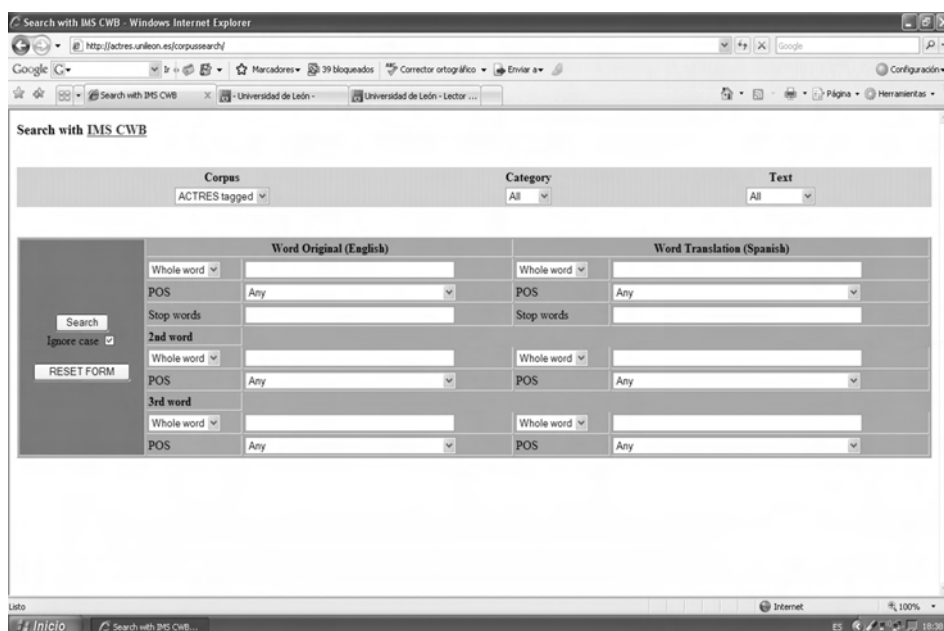 Search with IMS CWB - Windows Internet Explorer
http://actres.unileon.es/corpussearch/
Google
Google G
Ir
Marcadores
39 bloqueados
Corrector ortográfico
Enviar a
Configuración
Search with IMS CWB
- Universidad de León -
Universidad de León - Lector ...
Página
Herramientas
Search with IMS CWB
Corpus Category Text
ACTRES tagged All All
Word Original (English) Word Translation (Spanish)
Whole word Whole word
POS Any POS Any
Search Stop words Stop words
Ignore case 2nd word
Whole word Whole word
RESET FORM POS Any POS Any
3rd word
Whole word Whole word
POS Any POS Any
Listo Internet 100%
Inicio Search with IMS CWB... ES 18:38